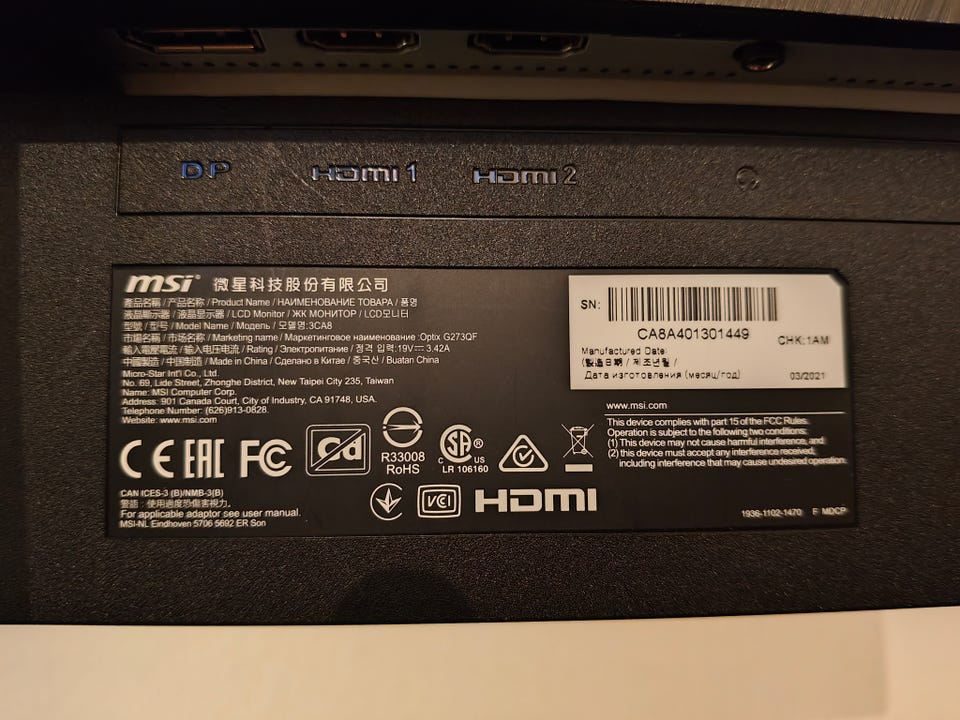 DP HDMI 1 HDMI 2
msi® 微星科技股份有限公司
產品名稱 / 产品名称 / Product Name / НАИМЕНОВАНИЕ ТОВАРА / 품명
液晶顯示器 / 液晶显示器 / LCD Monitor / ЖК МОНИТОР / LCD모니터
型號 / 型号 / Model Name / Модель / 모델명 :3CA8
市場名稱 / 市场名称 / Marketing name / Маркетинговое наименование :Optix G273QF
輸入電壓電流 / 输入电压电流 / Rating / Электропитание / 정격 입력 :19V⎓3.42A
中國製造 / 中国制造 / Made in China / Сделано в Китае / 중국산 / Buatan China
Micro-Star Int'l Co., Ltd.
No. 69, Lide Street, Zhonghe District, New Taipei City 235, Taiwan
Name: MSI Computer Corp.
Address: 901 Canada Court, City of Industry, CA 91748, USA.
Telephone Number: (626)913-0828.
Website: www.msi.com
SN:
CA8A401301449
CHK:1AM
Manufactured Date:
(製造日期 / 제조년월 /
Дата изготовления (месяц/год)
03/2021
www.msi.com
This device complies with part 15 of the FCC Rules.
Operation is subject to the following two conditions:
(1) This device may not cause harmful interference, and
(2) this device must accept any interference received,
including interference that may cause undesired operation.
CE EAC FC Cd
R33008
RoHS
SA ®
C US
LR 106160
VCCI HDMI
CAN ICES-3 (B)/NMB-3(B)
警語 : 使用過度恐傷害視力。
For applicable adaptor see user manual.
MSI-NL Eindhoven 5706 5692 ER Son
1936-1102-1470 F MDCP